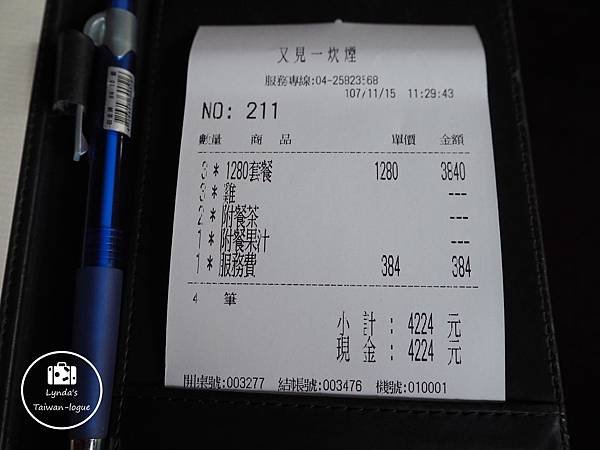 又見一炊煙
服務專線:04-25823568
107/11/15 11:29:43
NO: 211
數量 商 品 單價 金額
3 * 1280套餐 1280 3840
3 * 雞 ---
2 * 附餐茶 ---
1 * 附餐果汁 ---
1 * 服務費 384 384
4 筆
小 計 : 4224 元
現 金 : 4224 元
開檯號:003277 結帳號:003476 機號:010001
Lynda's
Taiwan-logue